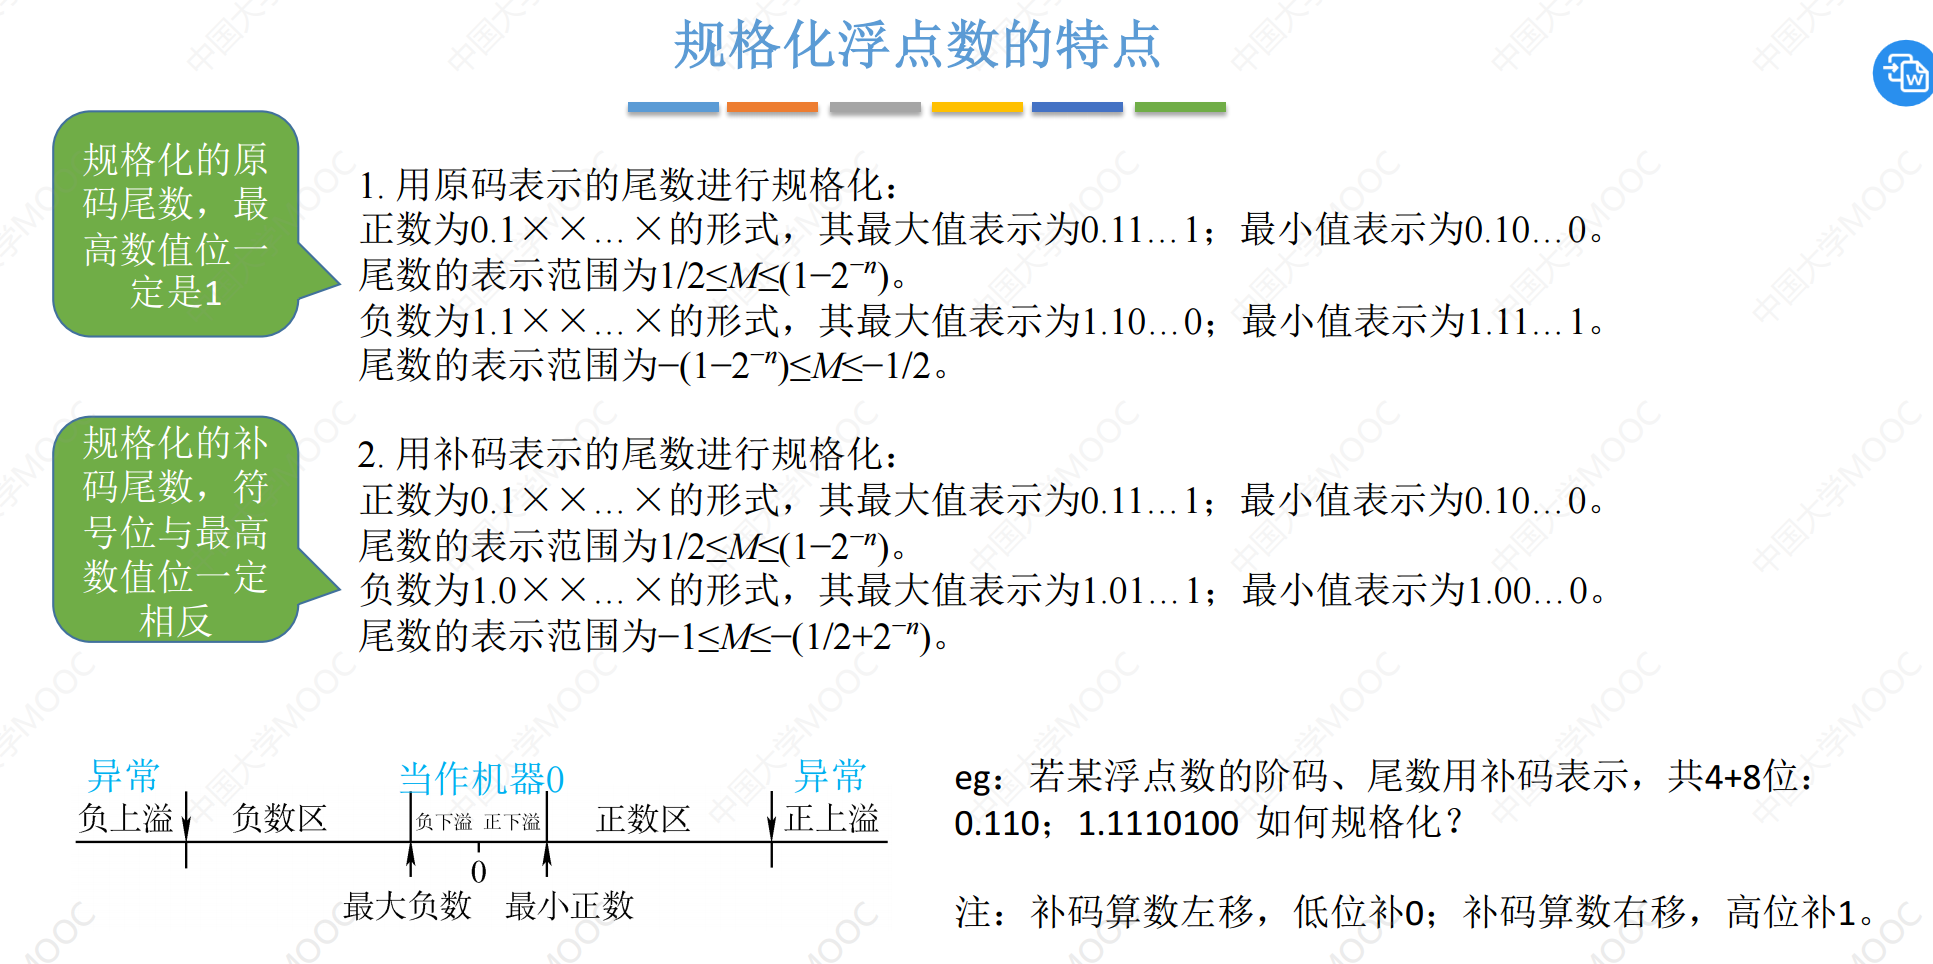 规格化浮点数的特点
规格化的原
码尾数，最
高数值位一
定是1
1. 用原码表示的尾数进行规格化：
正数为0.1××…×的形式，其最大值表示为0.11…1；最小值表示为0.10…0。
尾数的表示范围为1/2≤M≤(1−2⁻ⁿ)。
负数为1.1××…×的形式，其最大值表示为1.10…0；最小值表示为1.11…1。
尾数的表示范围为−(1−2⁻ⁿ)≤M≤−1/2。
规格化的补
码尾数，符
号位与最高
数值位一定
相反
2. 用补码表示的尾数进行规格化：
正数为0.1××…×的形式，其最大值表示为0.11…1；最小值表示为0.10…0。
尾数的表示范围为1/2≤M≤(1−2⁻ⁿ)。
负数为1.0××…×的形式，其最大值表示为1.01…1；最小值表示为1.00…0。
尾数的表示范围为−1≤M≤−(1/2+2⁻ⁿ)。
异常 当作机器0 异常
负上溢 负数区 负下溢 正下溢 正数区 正上溢
0
最大负数 最小正数
eg：若某浮点数的阶码、尾数用补码表示，共4+8位：
0.110；1.1110100 如何规格化？
注：补码算数左移，低位补0；补码算数右移，高位补1。
W
中国大学MOOC